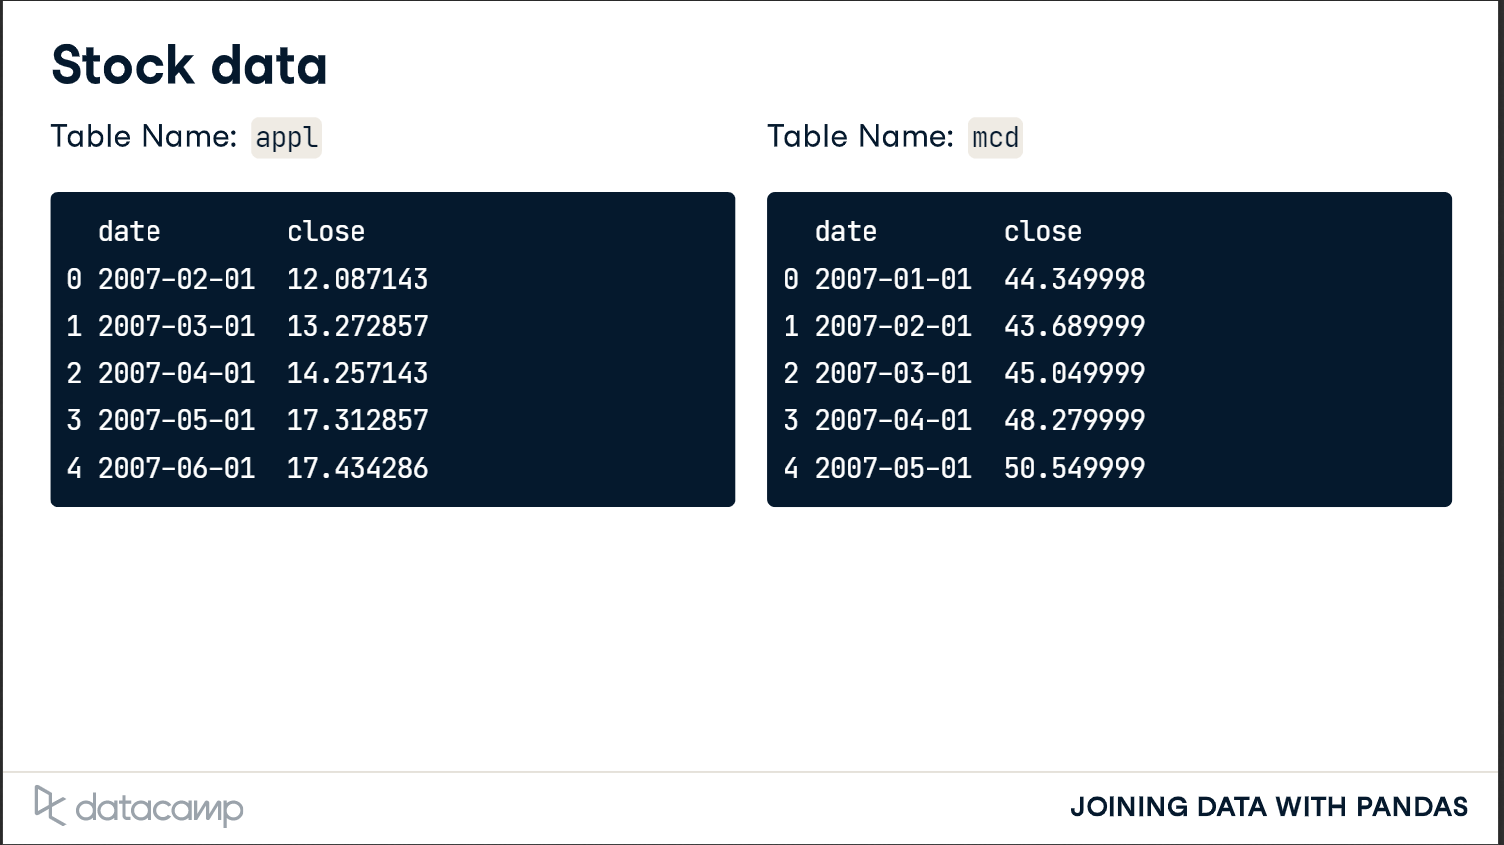 Stock data
Table Name: appl
date close
0 2007-02-01 12.087143
1 2007-03-01 13.272857
2 2007-04-01 14.257143
3 2007-05-01 17.312857
4 2007-06-01 17.434286
Table Name: mcd
date close
0 2007-01-01 44.349998
1 2007-02-01 43.689999
2 2007-03-01 45.049999
3 2007-04-01 48.279999
4 2007-05-01 50.549999
datacamp
JOINING DATA WITH PANDAS